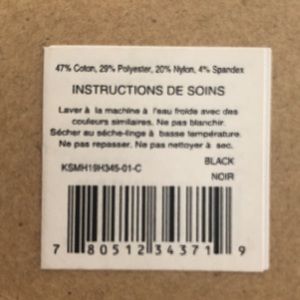 47% Coton, 29% Polyester, 20% Nylon, 4% Spandex
INSTRUCTIONS DE SOINS
Laver à la machine à l'eau froide avec des
couleurs similaires. Ne pas blanchir.
Sécher au sèche-linge à basse température.
Ne pas repasser. Ne pas nettoyer à sec.
KSMH19H345-01-C
BLACK
NOIR
7 80512 34371 9